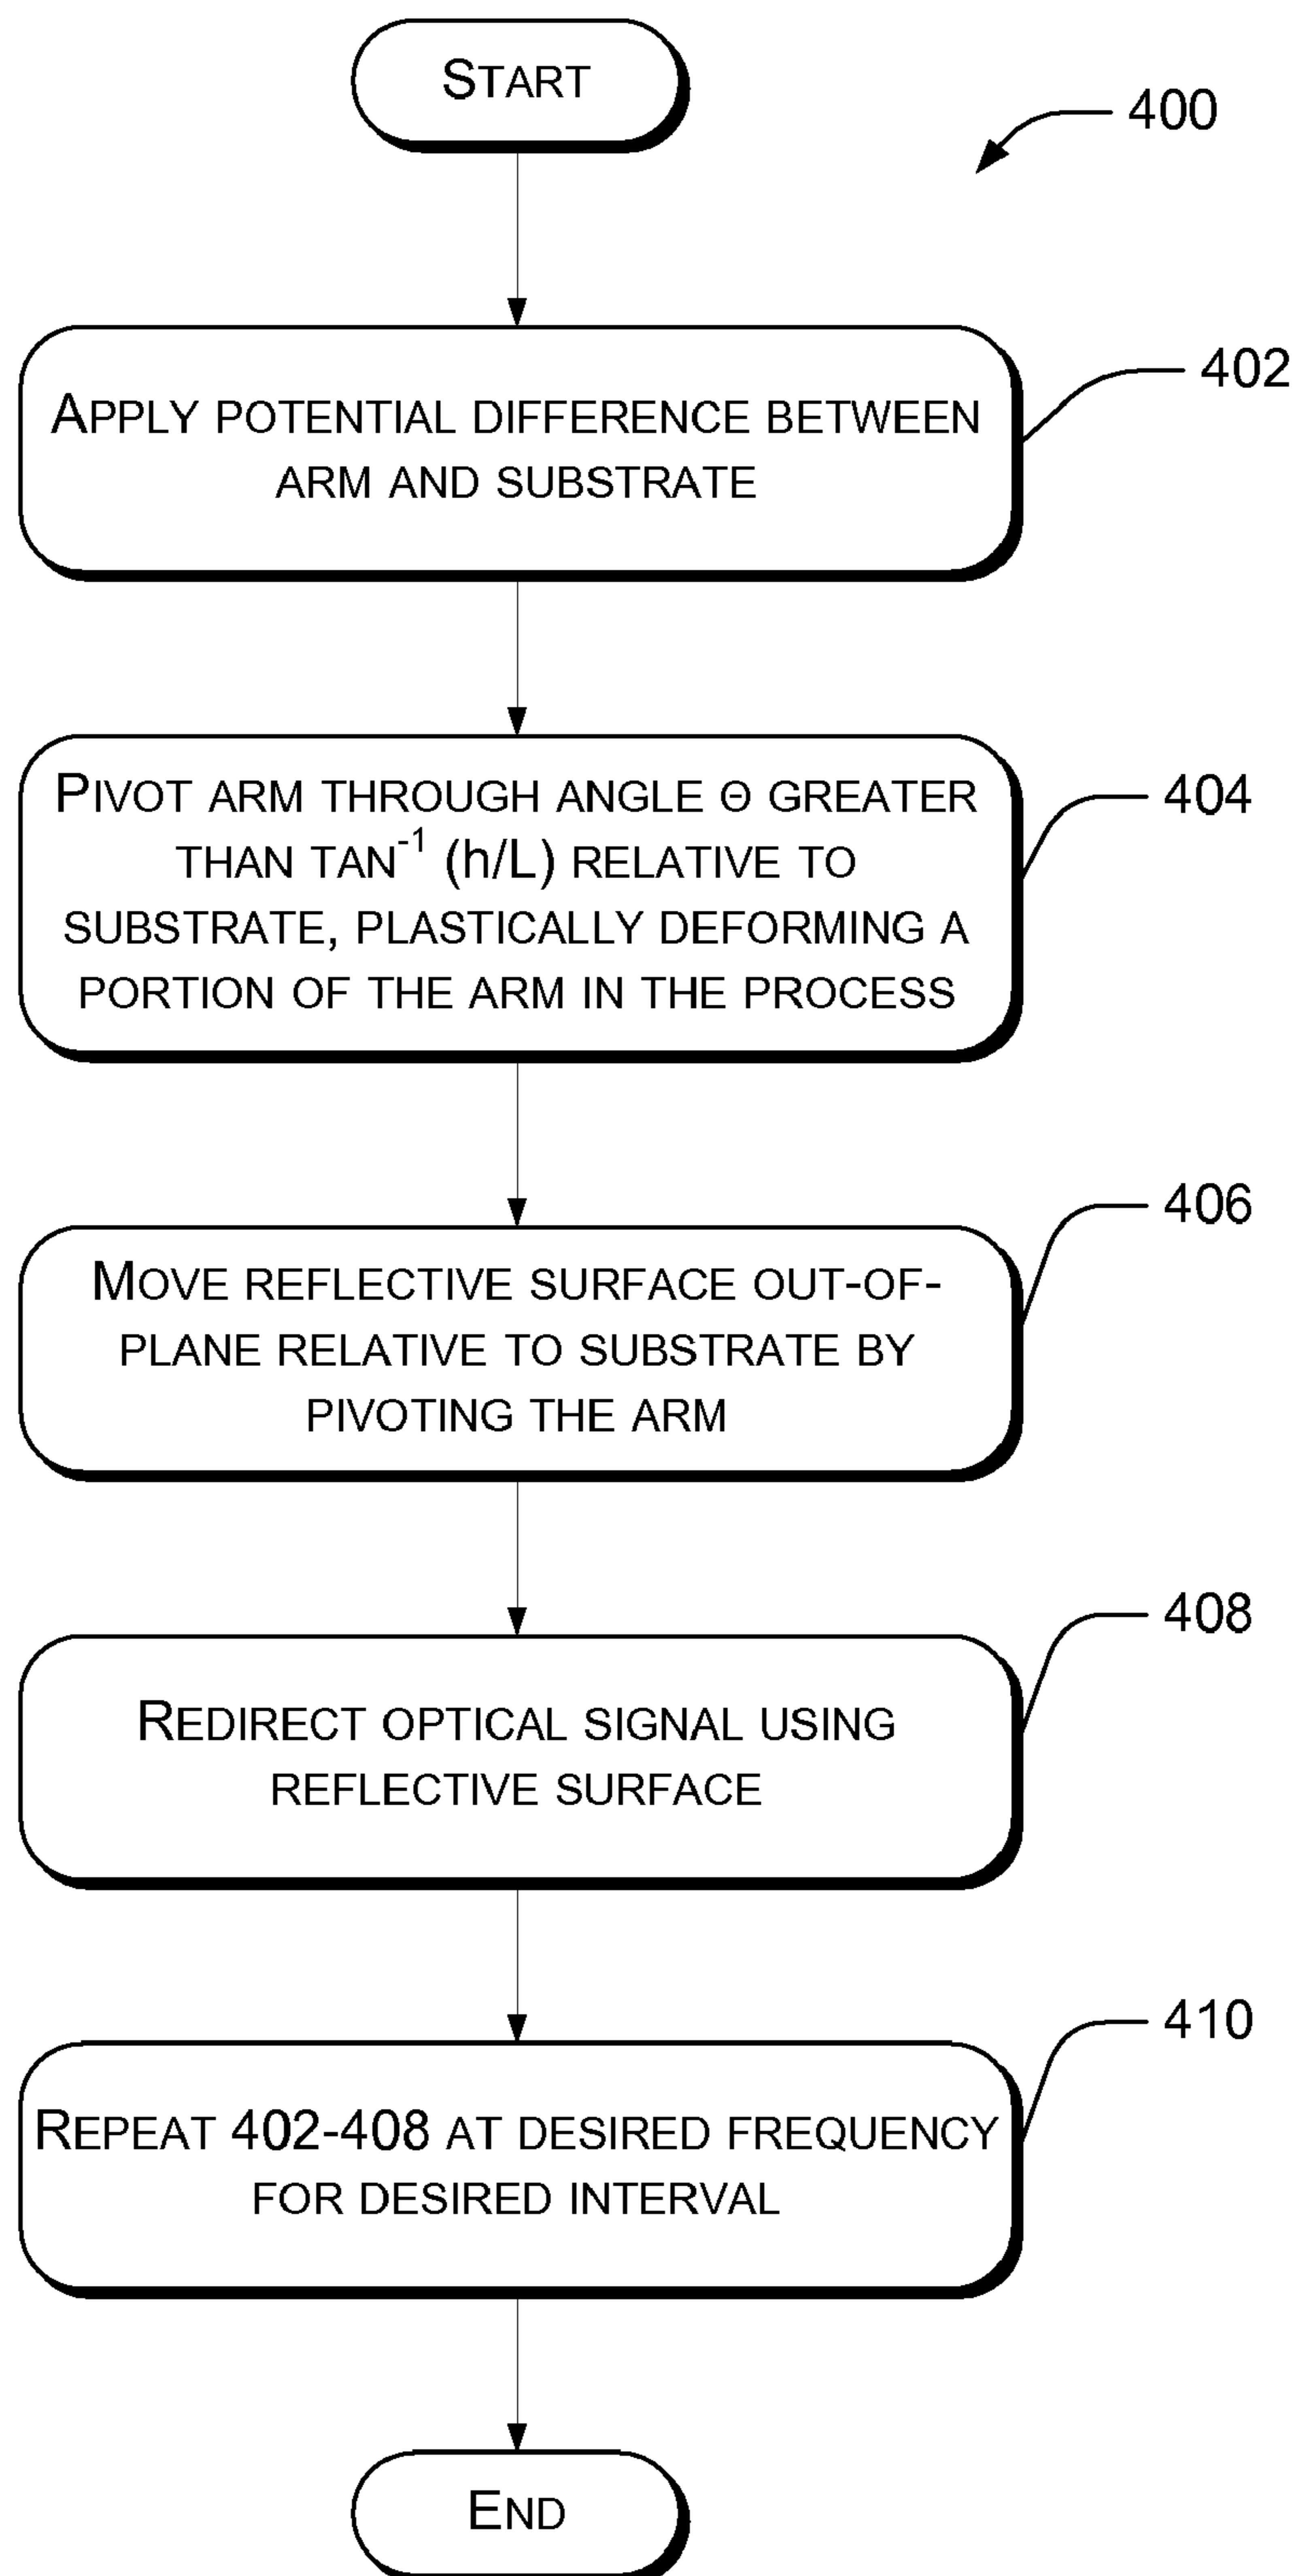 START
400
APPLY POTENTIAL DIFFERENCE BETWEEN
ARM AND SUBSTRATE
402
PIVOT ARM THROUGH ANGLE Θ GREATER
THAN TAN⁻¹ (h/L) RELATIVE TO
SUBSTRATE, PLASTICALLY DEFORMING A
PORTION OF THE ARM IN THE PROCESS
404
MOVE REFLECTIVE SURFACE OUT-OF-
PLANE RELATIVE TO SUBSTRATE BY
PIVOTING THE ARM
406
REDIRECT OPTICAL SIGNAL USING
REFLECTIVE SURFACE
408
REPEAT 402-408 AT DESIRED FREQUENCY
FOR DESIRED INTERVAL
410
END